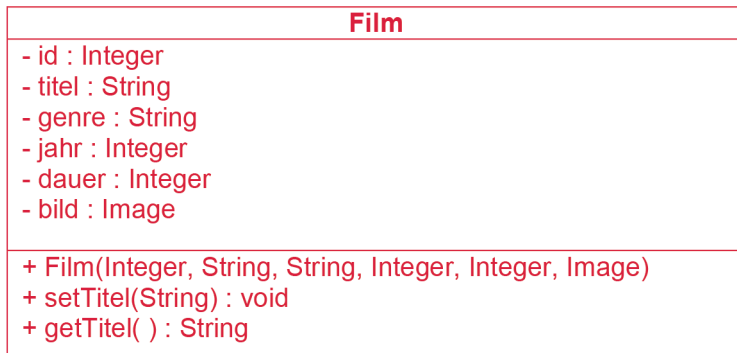 Film
- id : Integer
- titel : String
- genre : String
- jahr : Integer
- dauer : Integer
- bild : Image
+ Film(Integer, String, String, Integer, Integer, Image)
+ setTitel(String) : void
+ getTitel( ) : String